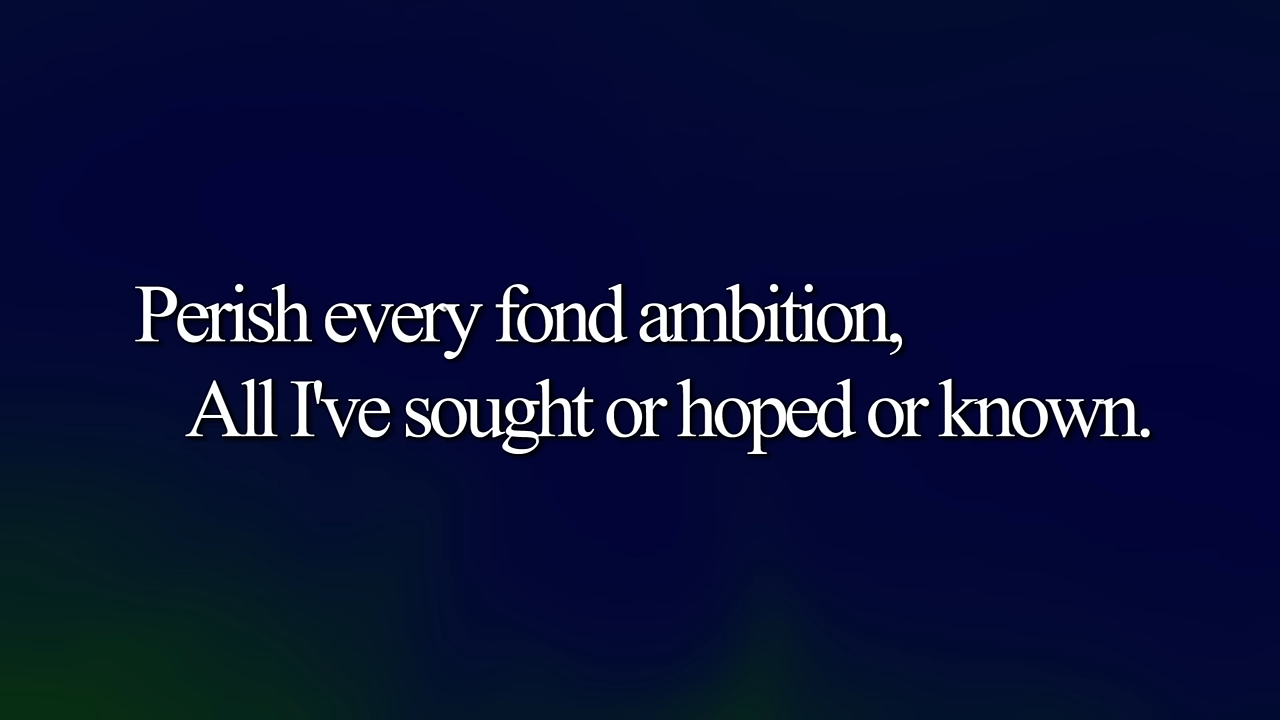 Perish every fond ambition,
All I've sought or hoped or known.